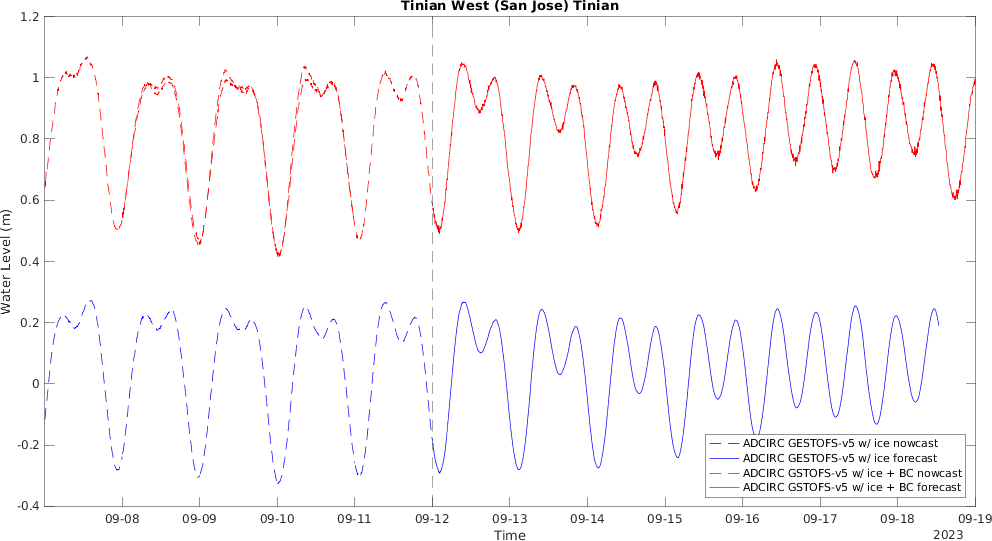 Tinian West (San Jose) Tinian
1.2
1
0.8
0.6
0.4
0.2
0
-0.2
-0.4
Water Level (m)
ADCIRC GESTOFS-v5 w/ ice nowcast
ADCIRC GESTOFS-v5 w/ ice forecast
ADCIRC GSTOFS-v5 w/ ice + BC nowcast
ADCIRC GSTOFS-v5 w/ ice + BC forecast
09-08 09-09 09-10 09-11 09-12 09-13 09-14 09-15 09-16 09-17 09-18 09-19
Time
2023